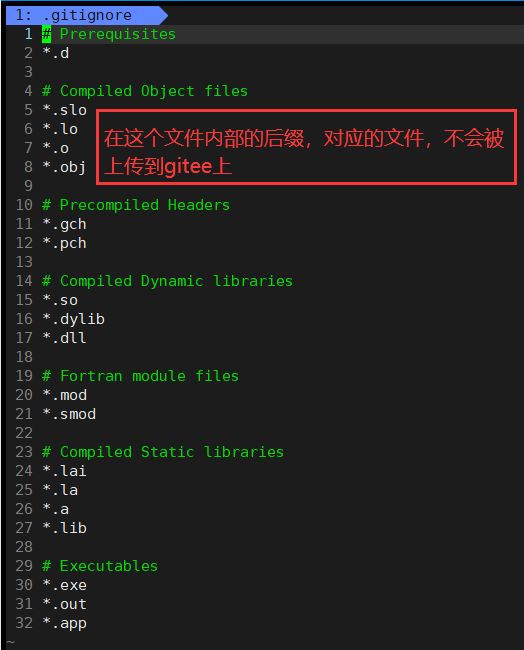 1: .gitignore
1 # Prerequisites
2 *.d
3
4 # Compiled Object files
5 *.slo
6 *.lo
7 *.o
8 *.obj
在这个文件内部的后缀，对应的文件，不会被
上传到gitee上
9
10 # Precompiled Headers
11 *.gch
12 *.pch
13
14 # Compiled Dynamic libraries
15 *.so
16 *.dylib
17 *.dll
18
19 # Fortran module files
20 *.mod
21 *.smod
22
23 # Compiled Static libraries
24 *.lai
25 *.la
26 *.a
27 *.lib
28
29 # Executables
30 *.exe
31 *.out
32 *.app
~